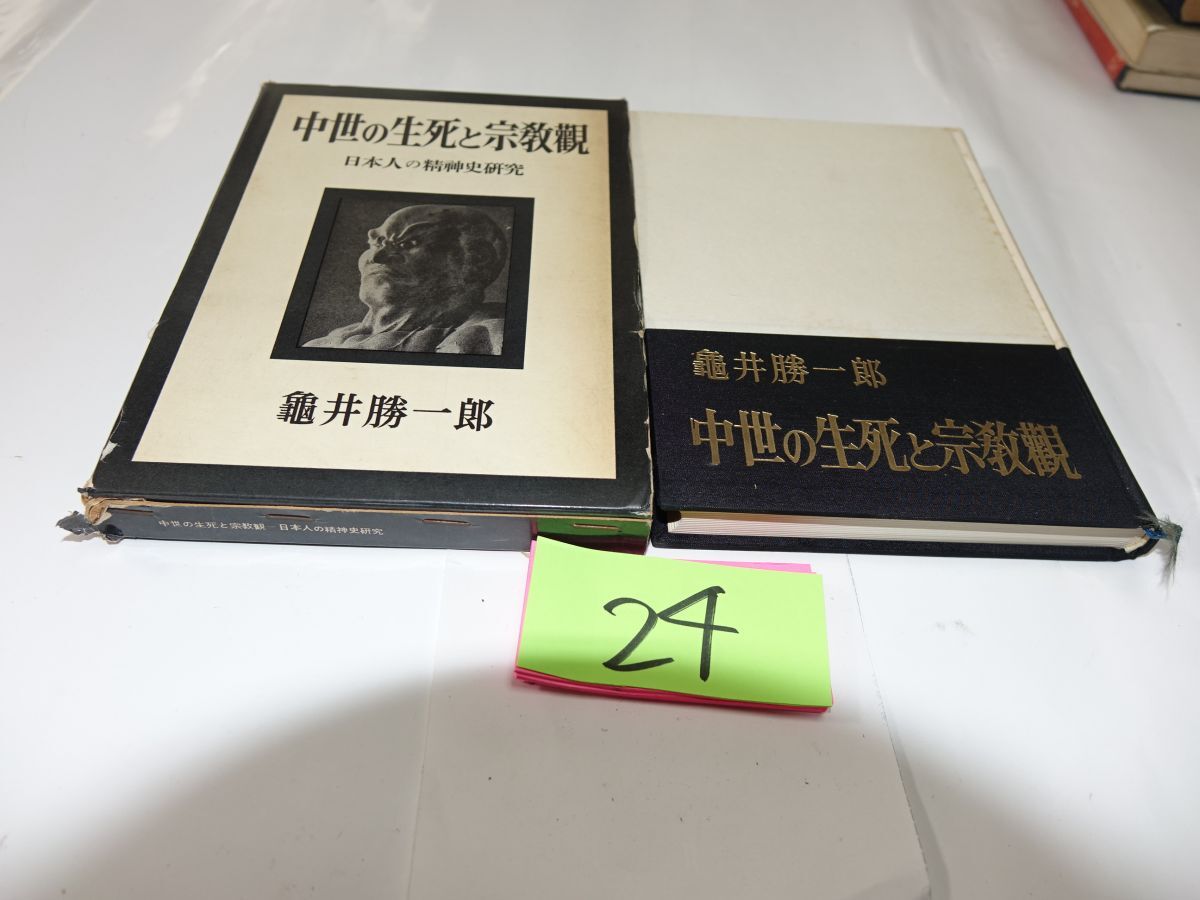 中世の生死と宗教觀
日本人の精神史研究
龜井勝一郎
中世の生死と宗教観―日本人の精神史研究
龜井勝一郎
中世の生死と宗教觀
24